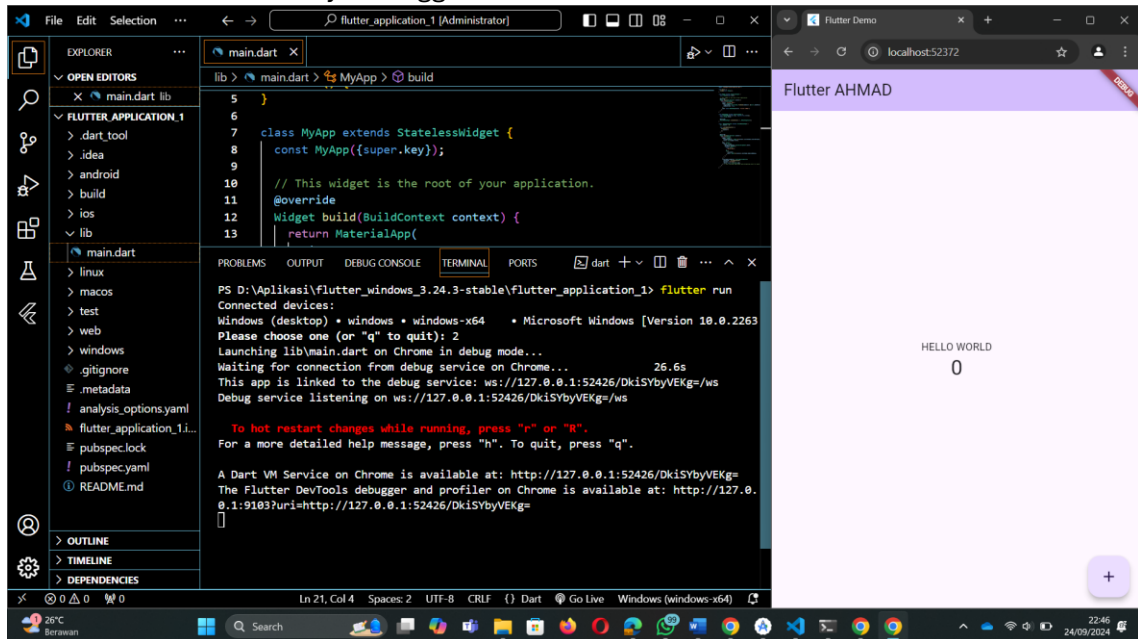 File Edit Selection ···
flutter_application_1 [Administrator]
EXPLORER ···
OPEN EDITORS
main.dart lib
FLUTTER_APPLICATION_1
.dart_tool
.idea
android
build
ios
lib
main.dart
linux
macos
test
web
windows
.gitignore
.metadata
analysis_options.yaml
flutter_application_1.i...
pubspec.lock
pubspec.yaml
README.md
OUTLINE
TIMELINE
DEPENDENCIES
main.dart
lib > main.dart > MyApp > build
5 }
6
7 class MyApp extends StatelessWidget {
8 const MyApp({super.key});
9
10 // This widget is the root of your application.
11 @override
12 Widget build(BuildContext context) {
13 return MaterialApp(
PROBLEMS OUTPUT DEBUG CONSOLE TERMINAL PORTS dart
PS D:\Aplikasi\flutter_windows_3.24.3-stable\flutter_application_1> flutter run
Connected devices:
Windows (desktop) • windows • windows-x64 • Microsoft Windows [Version 10.0.2263
Please choose one (or "q" to quit): 2
Launching lib\main.dart on Chrome in debug mode...
Waiting for connection from debug service on Chrome... 26.6s
This app is linked to the debug service: ws://127.0.0.1:52426/DkiSYbyVEKg=/ws
Debug service listening on ws://127.0.0.1:52426/DkiSYbyVEKg=/ws
To hot restart changes while running, press "r" or "R".
For a more detailed help message, press "h". To quit, press "q".
A Dart VM Service on Chrome is available at: http://127.0.0.1:52426/DkiSYbyVEKg=
The Flutter DevTools debugger and profiler on Chrome is available at: http://127.0.
0.1:9103?uri=http://127.0.0.1:52426/DkiSYbyVEKg=
0 0 0 Ln 21, Col 4 Spaces: 2 UTF-8 CRLF {} Dart Go Live Windows (windows-x64)
Flutter Demo
localhost:52372
Flutter AHMAD
DEBUG
HELLO WORLD
0
+
26°C
Berawan
Search
99
22:46
24/09/2024